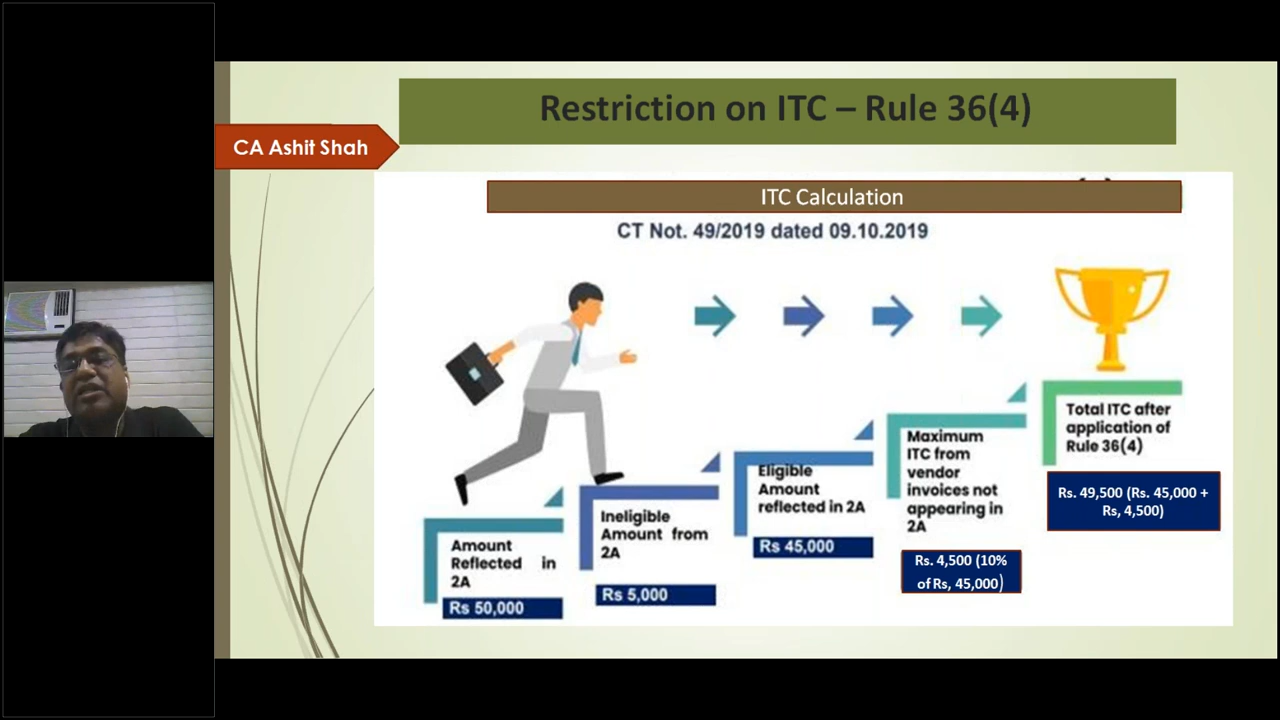 Restriction on ITC – Rule 36(4)
CA Ashit Shah
ITC Calculation
CT Not. 49/2019 dated 09.10.2019
Amount
Reflected in
2A
Rs 50,000
Ineligible
Amount from
2A
Rs 5,000
Eligible
Amount
reflected in 2A
Rs 45,000
Maximum
ITC from
vendor
invoices not
appearing in
2A
Rs. 4,500 (10%
of Rs, 45,000)
Total ITC after
application of
Rule 36(4)
Rs. 49,500 (Rs. 45,000 +
Rs, 4,500)